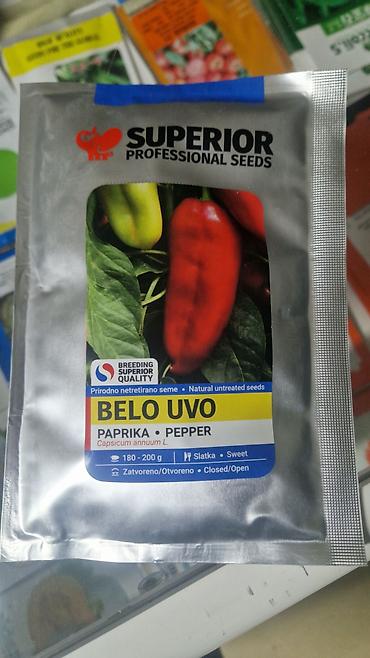 SUPERIOR
PROFESSIONAL SEEDS
BREEDING
SUPERIOR
QUALITY
Prirodno netretirano seme • Natural untreated seeds
BELO UVO
PAPRIKA • PEPPER
Capsicum annuum L.
180 - 200 g | Slatka • Sweet
Zatvoreno/Otvoreno • Closed/Open